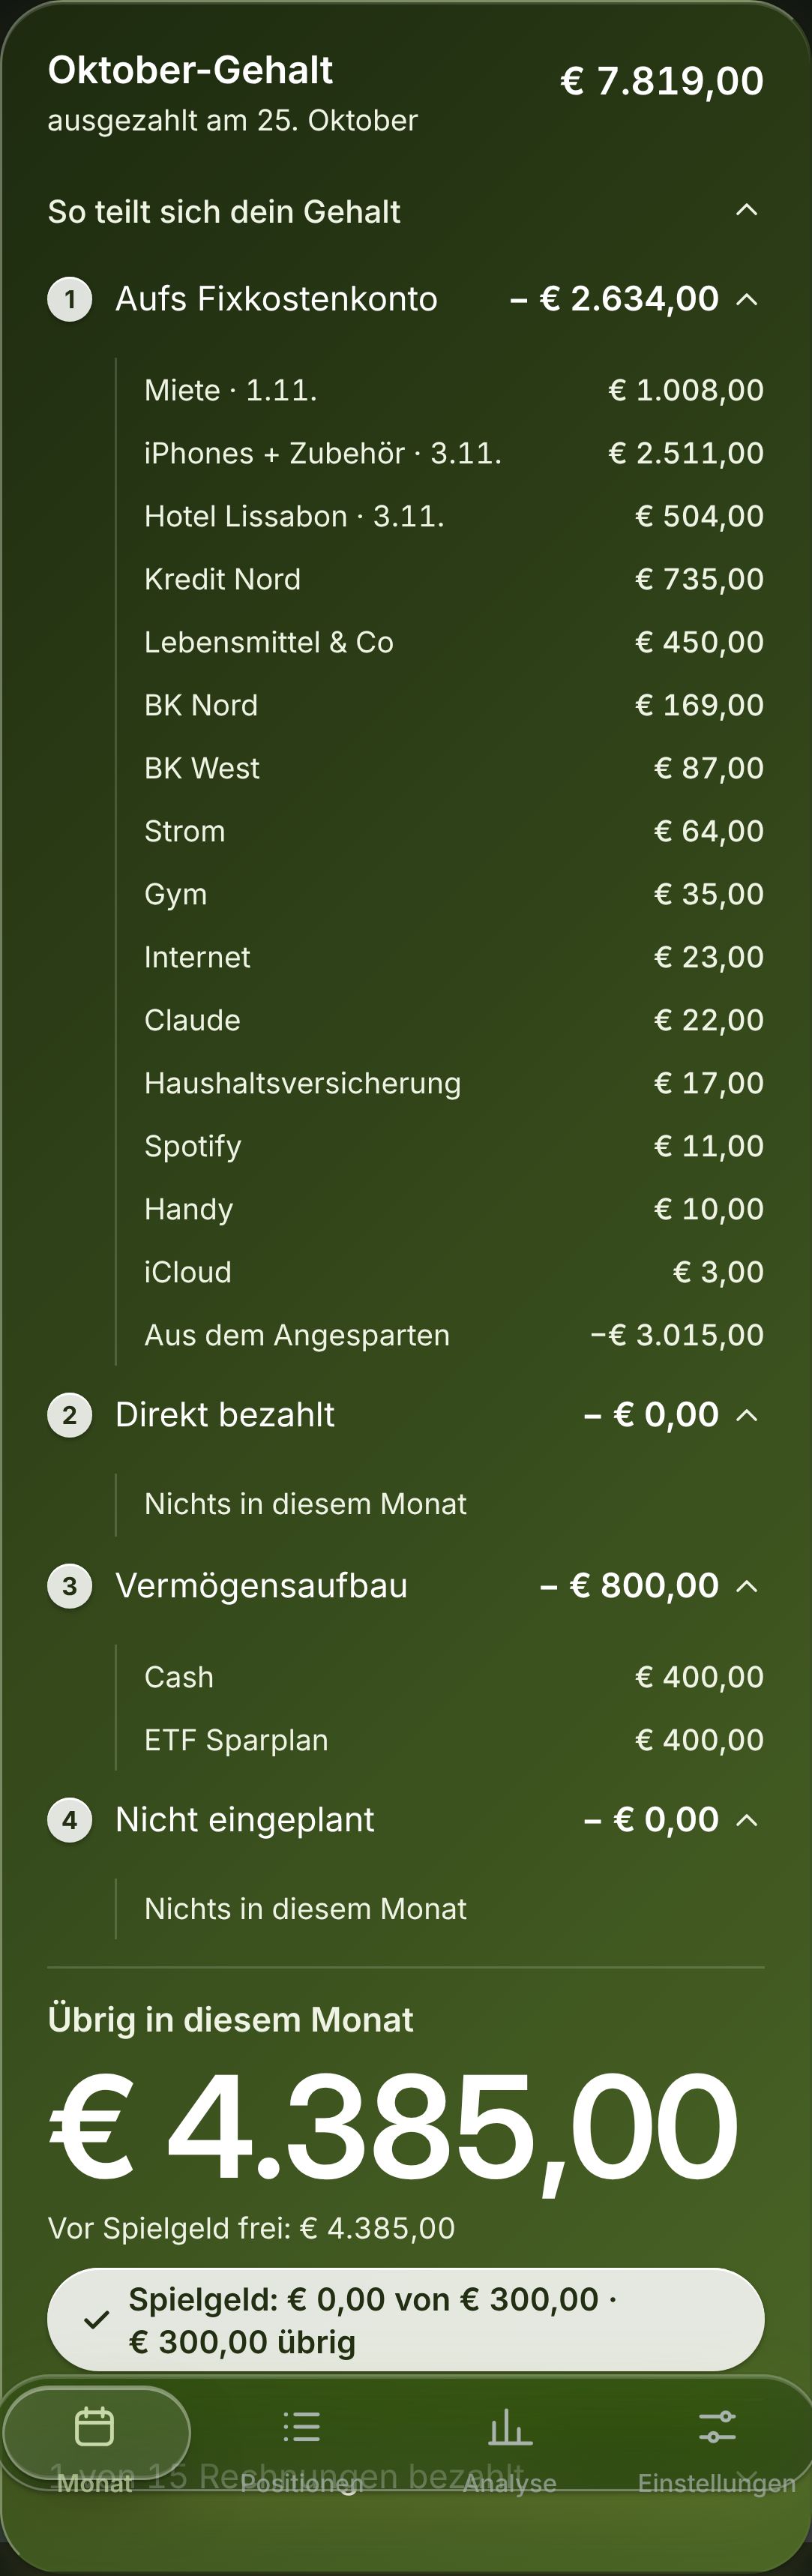 Oktober-Gehalt
€ 7.819,00
ausgezahlt am 25. Oktober
So teilt sich dein Gehalt
1 Aufs Fixkostenkonto – € 2.634,00
Miete · 1.11. € 1.008,00
iPhones + Zubehör · 3.11. € 2.511,00
Hotel Lissabon · 3.11. € 504,00
Kredit Nord € 735,00
Lebensmittel & Co € 450,00
BK Nord € 169,00
BK West € 87,00
Strom € 64,00
Gym € 35,00
Internet € 23,00
Claude € 22,00
Haushaltsversicherung € 17,00
Spotify € 11,00
Handy € 10,00
iCloud € 3,00
Aus dem Angesparten –€ 3.015,00
2 Direkt bezahlt – € 0,00
Nichts in diesem Monat
3 Vermögensaufbau – € 800,00
Cash € 400,00
ETF Sparplan € 400,00
4 Nicht eingeplant – € 0,00
Nichts in diesem Monat
Übrig in diesem Monat
€ 4.385,00
Vor Spielgeld frei: € 4.385,00
Spielgeld: € 0,00 von € 300,00 ·
€ 300,00 übrig
1 von 15 Rechnungen bezahlt
Monat Positionen Analyse Einstellungen